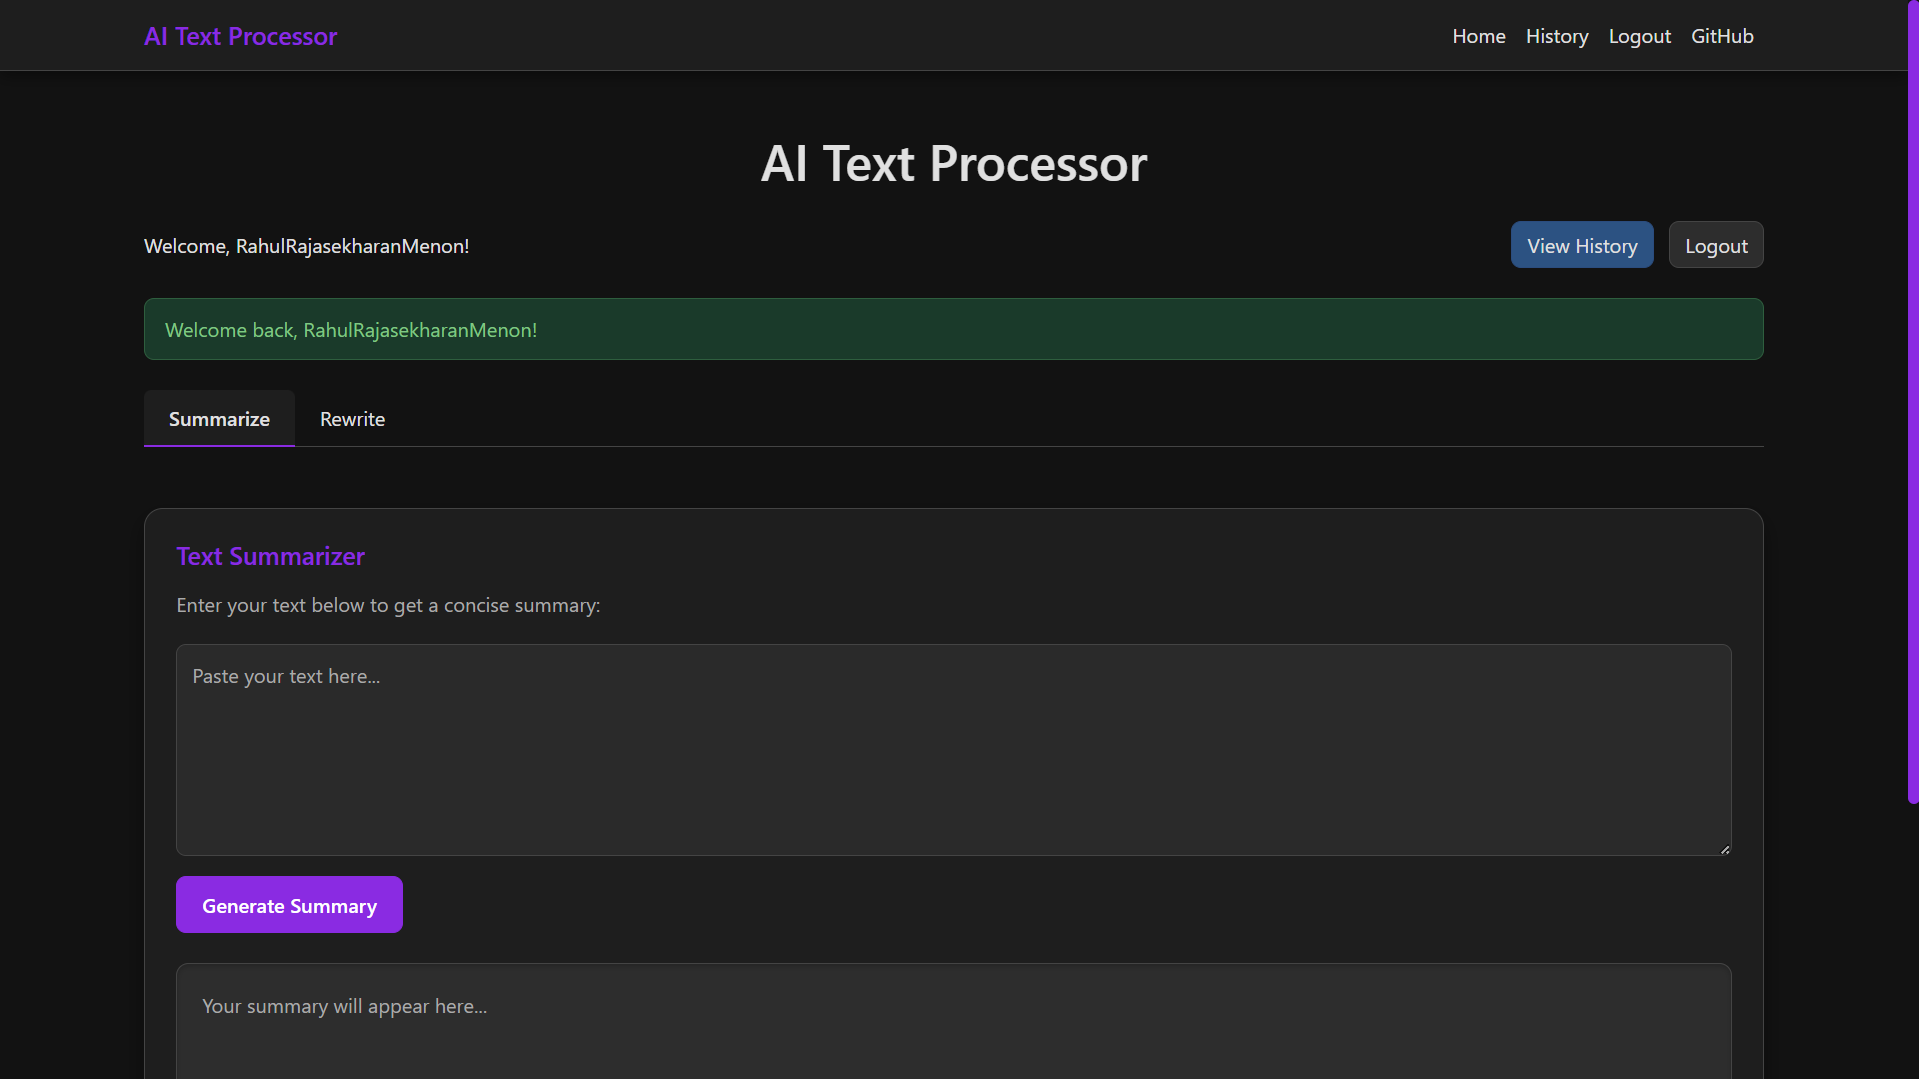 AI Text Processor
Home History Logout GitHub
AI Text Processor
Welcome, RahulRajasekharanMenon!
View History Logout
Welcome back, RahulRajasekharanMenon!
Summarize Rewrite
Text Summarizer
Enter your text below to get a concise summary:
Paste your text here...
Generate Summary
Your summary will appear here...